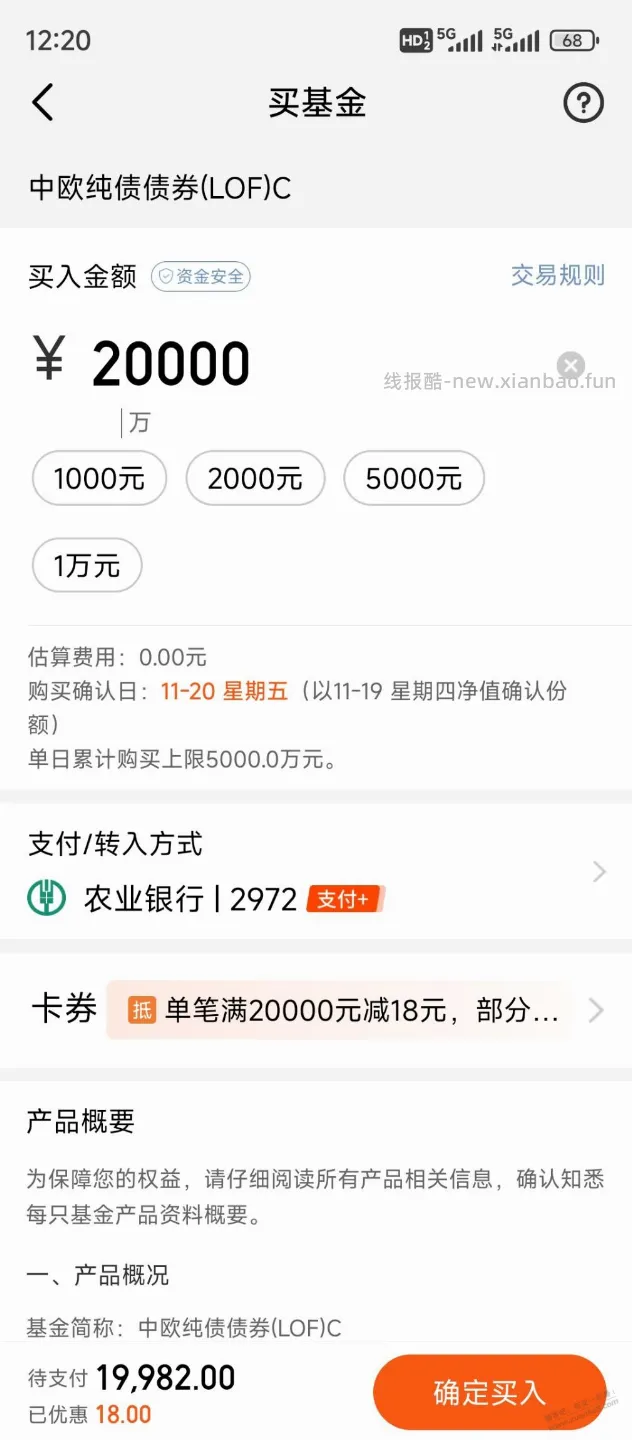 12:20
HD 1 2 5G 5G 68
买基金
?
中欧纯债债券(LOF)C
买入金额 资金安全 交易规则
¥ 20000
线报酷-new.xianbao.fun
万
1000元 2000元 5000元
1万元
估算费用：0.00元
购买确认日：11-20 星期五（以11-19 星期四净值确认份
额）
单日累计购买上限5000.0万元。
支付/转入方式
农业银行 | 2972 支付+
卡券 抵 单笔满20000元减18元，部分...
产品概要
为保障您的权益，请仔细阅读所有产品相关信息，确认知悉
每只基金产品资料概要。
一、产品概况
基金简称：中欧纯债债券(LOF)C
待支付 19,982.00
已优惠 18.00
确定买入